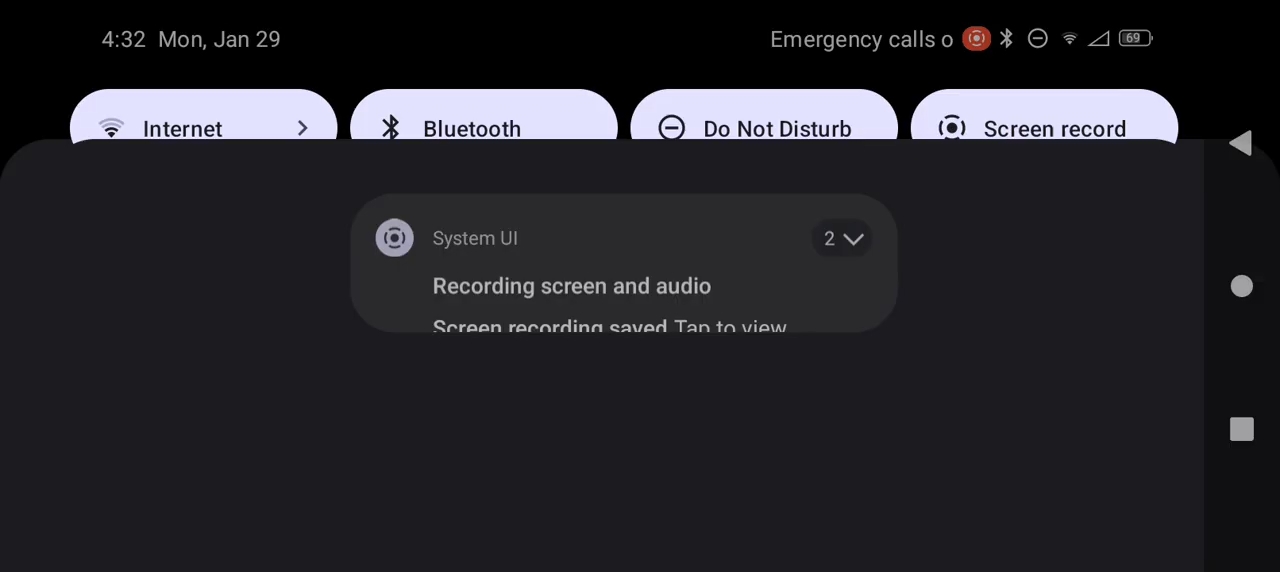 4:32 Mon, Jan 29
Emergency calls o
69
Internet
Bluetooth
Do Not Disturb
Screen record
System UI
2
Recording screen and audio
Screen recording saved Tap to view